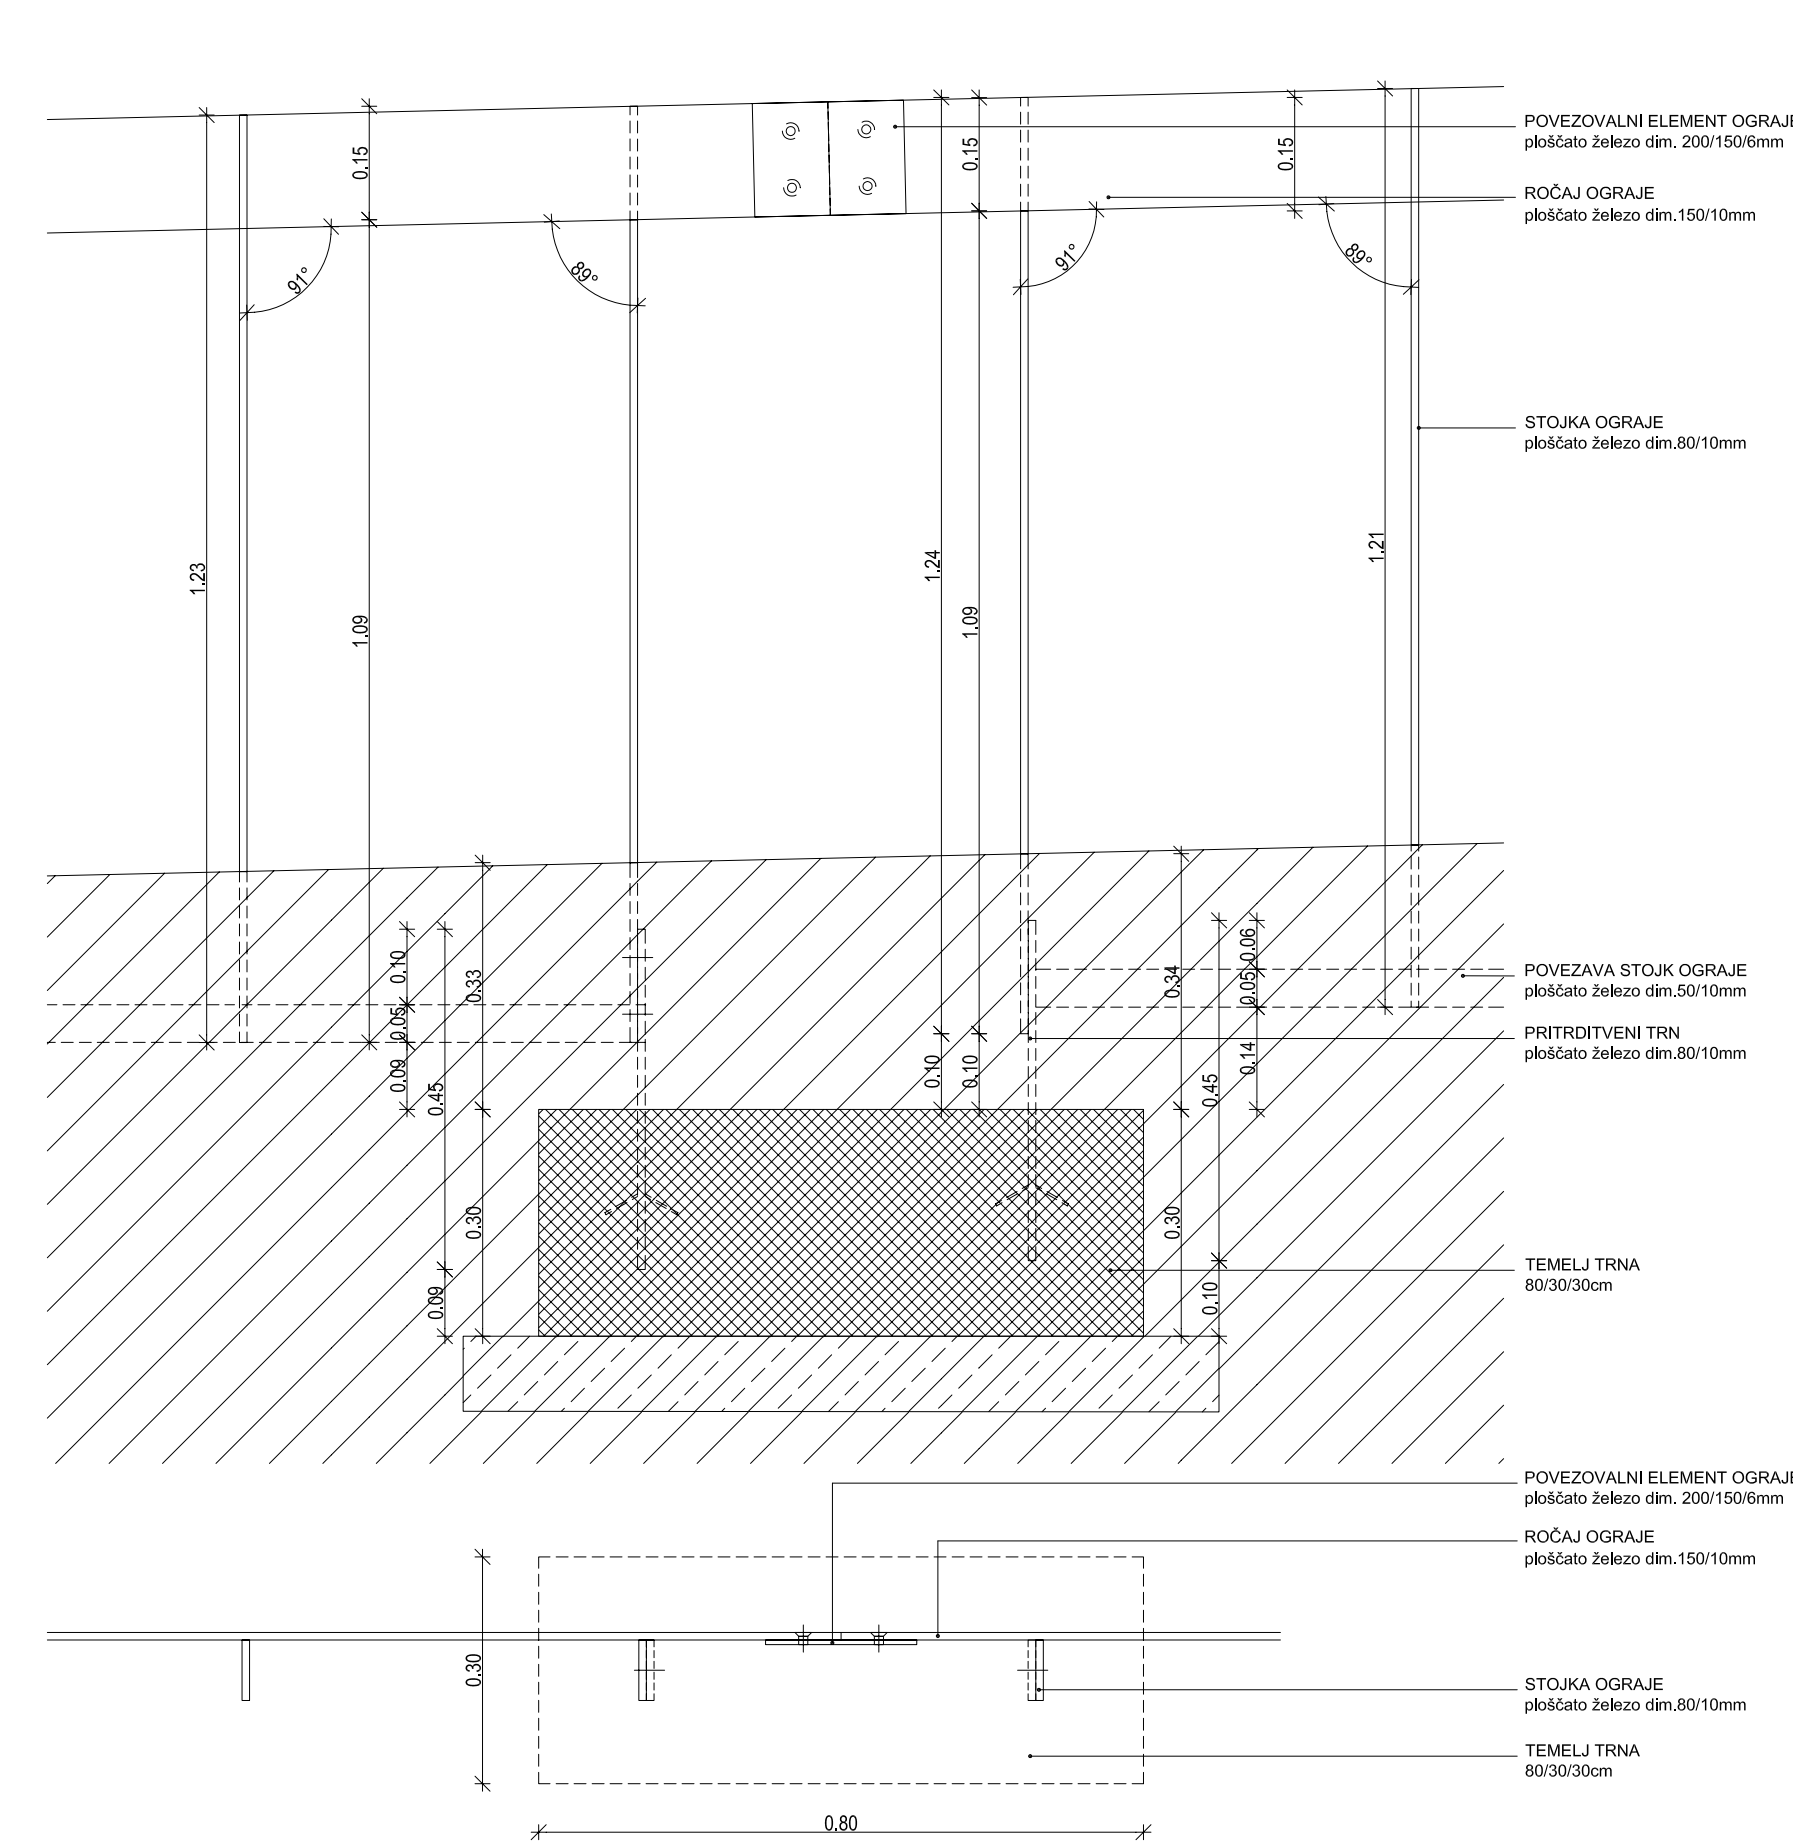 POVEZOVALNI ELEMENT OGRAJE
ploščato železo dim. 200/150/6mm
0.15
0.15
0.15
ROČAJ OGRAJE
ploščato železo dim.150/10mm
91°
89°
91°
89°
STOJKA OGRAJE
ploščato železo dim.80/10mm
1.23
1.09
1.24
1.09
1.21
0.10
0.05
0.09
0.45
0.33
0.10
0.10
0.34
0.45
0.06
0.05
0.14
POVEZAVA STOJK OGRAJE
ploščato železo dim.50/10mm
PRITRDITVENI TRN
ploščato železo dim.80/10mm
0.30
0.09
0.30
0.10
TEMELJ TRNA
80/30/30cm
POVEZOVALNI ELEMENT OGRAJE
ploščato železo dim. 200/150/6mm
ROČAJ OGRAJE
ploščato železo dim.150/10mm
0.30
STOJKA OGRAJE
ploščato železo dim.80/10mm
TEMELJ TRNA
80/30/30cm
0.80